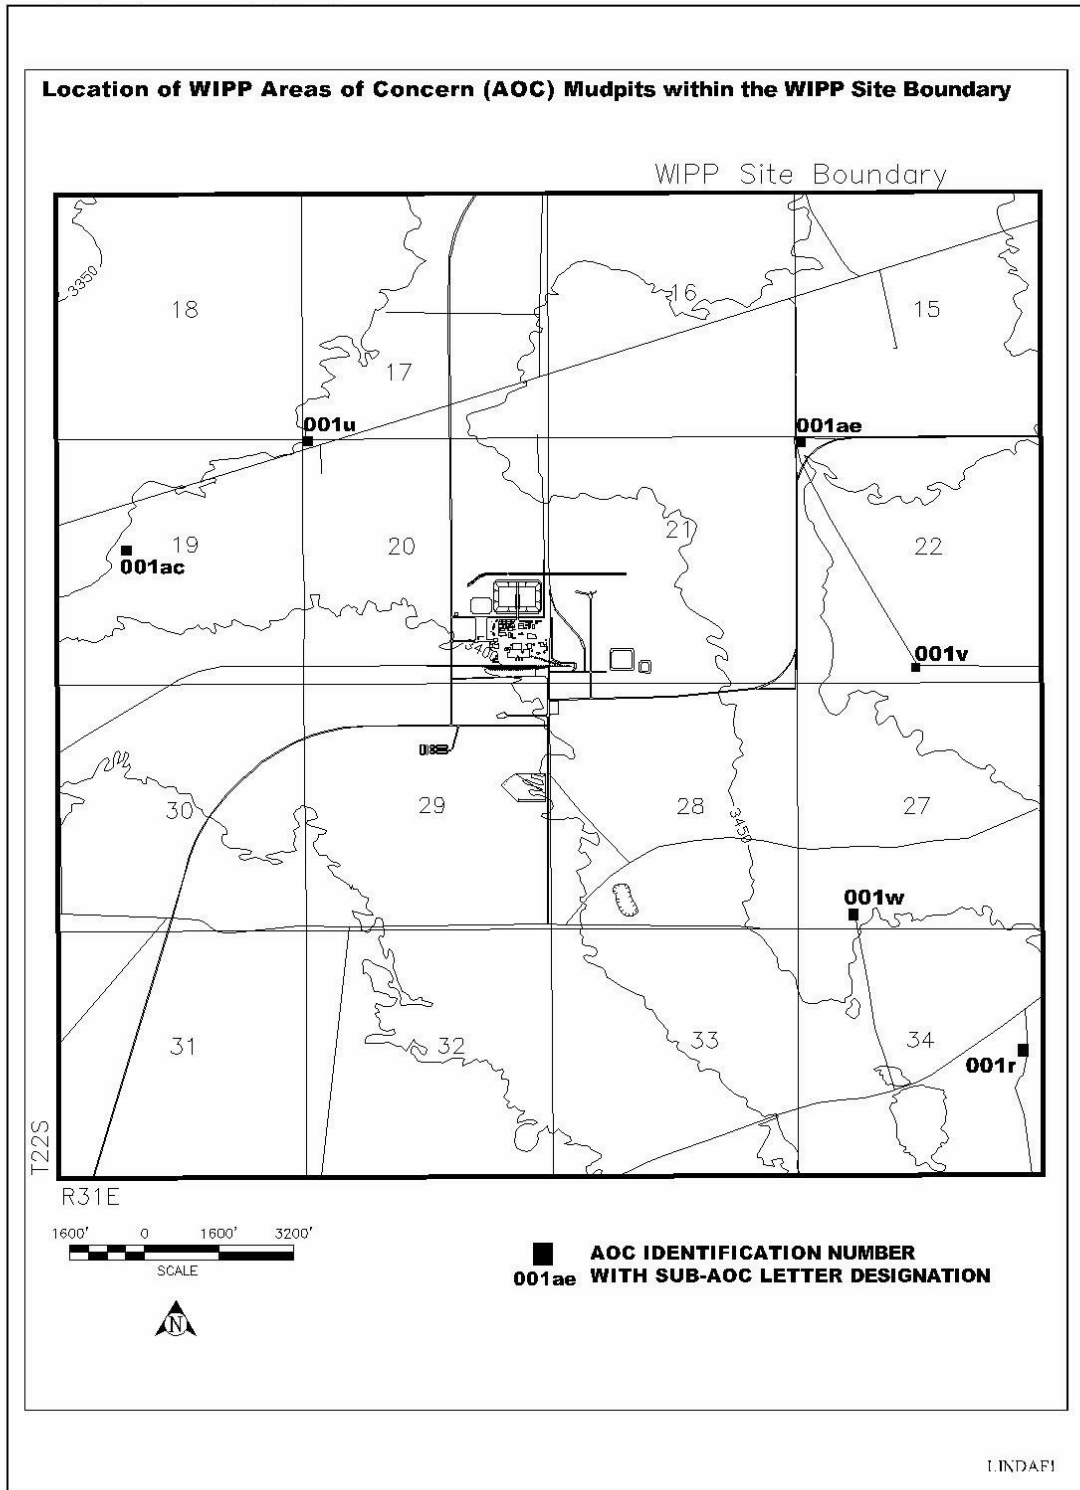 Location of WIPP Areas of Concern (AOC) Mudpits within the WIPP Site Boundary
WIPP Site Boundary
3350
18
17
16
15
001u
001ae
19
001ac
20
21
22
3400
001v
30
29
28
3450
27
001w
31
32
33
34
001r
T22S
R31E
1600' 0 1600' 3200'
SCALE
N
001ae
AOC IDENTIFICATION NUMBER
WITH SUB-AOC LETTER DESIGNATION